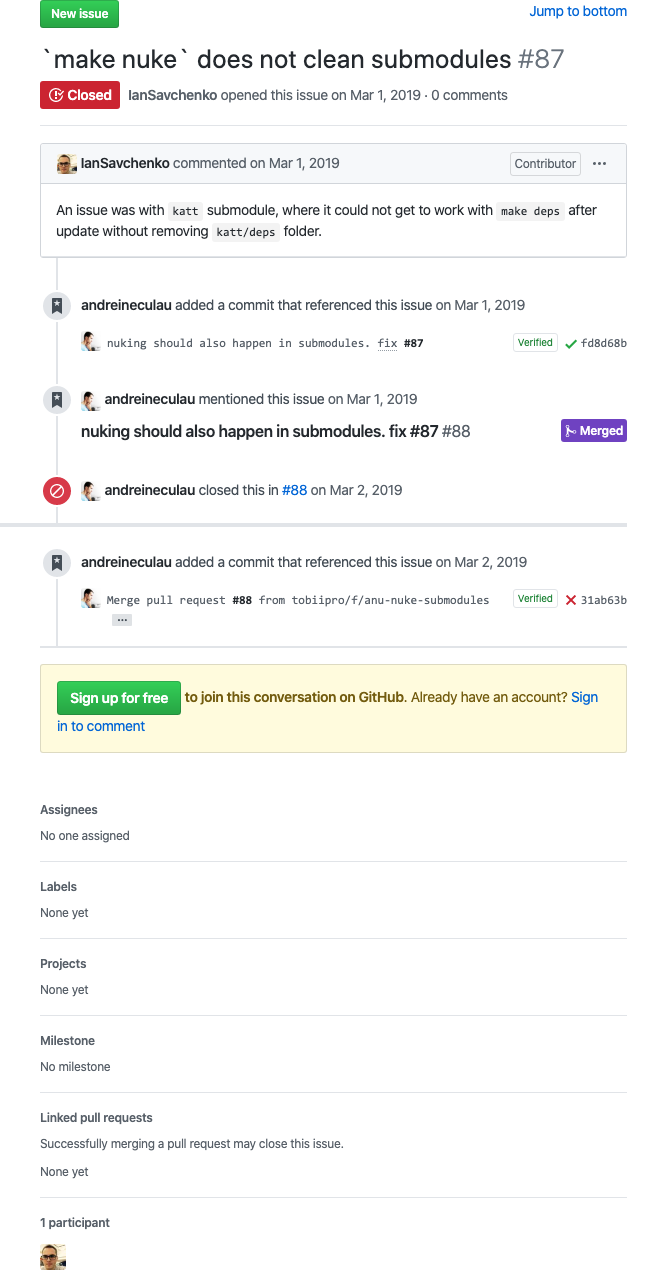 New issue
Jump to bottom
`make nuke` does not clean submodules #87
Closed IanSavchenko opened this issue on Mar 1, 2019 · 0 comments
IanSavchenko commented on Mar 1, 2019 Contributor ···
An issue was with katt submodule, where it could not get to work with make deps after
update without removing katt/deps folder.
andreineculau added a commit that referenced this issue on Mar 1, 2019
nuking should also happen in submodules. fix #87 Verified fd8d68b
andreineculau mentioned this issue on Mar 1, 2019
nuking should also happen in submodules. fix #87 #88 Merged
andreineculau closed this in #88 on Mar 2, 2019
andreineculau added a commit that referenced this issue on Mar 2, 2019
Merge pull request #88 from tobiipro/f/anu-nuke-submodules Verified 31ab63b
…
Sign up for free to join this conversation on GitHub. Already have an account? Sign
in to comment
Assignees
No one assigned
Labels
None yet
Projects
None yet
Milestone
No milestone
Linked pull requests
Successfully merging a pull request may close this issue.
None yet
1 participant